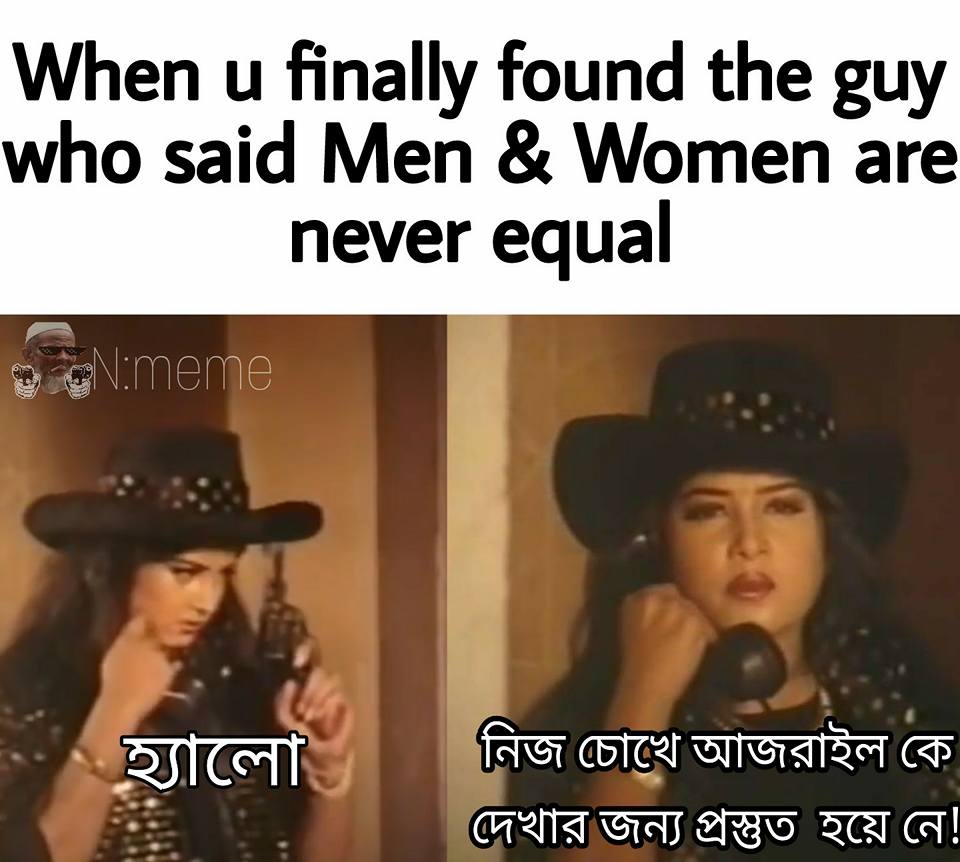 When u finally found the guy
who said Men & Women are
never equal
N:meme
হ্যালো
নিজ চোখে আজরাইল কে
দেখার জন্য প্রস্তুত হয়ে নে!